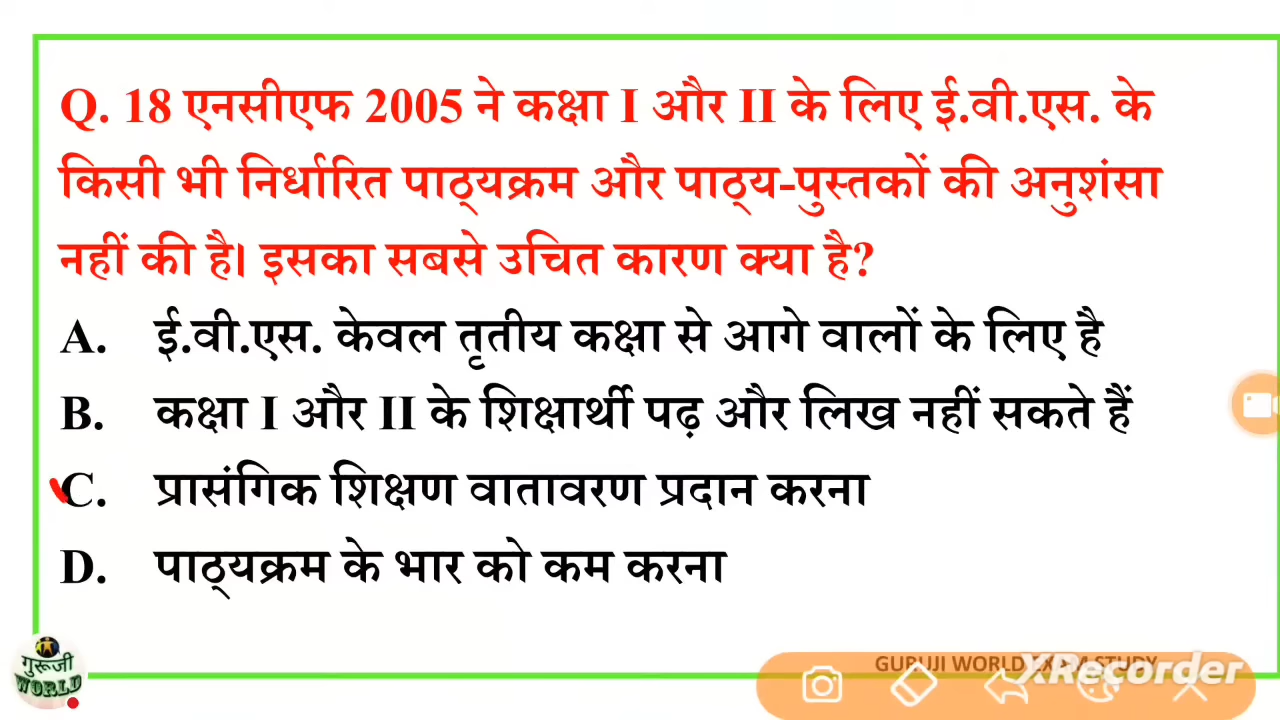 Q. 18 एनसीएफ 2005 ने कक्षा I और II के लिए ई.वी.एस. के
किसी भी निर्धारित पाठ्यक्रम और पाठ्य-पुस्तकों की अनुशंसा
नहीं की है। इसका सबसे उचित कारण क्या है?
A. ई.वी.एस. केवल तृतीय कक्षा से आगे वालों के लिए है
B. कक्षा I और II के शिक्षार्थी पढ़ और लिख नहीं सकते हैं
C. प्रासंगिक शिक्षण वातावरण प्रदान करना
D. पाठ्यक्रम के भार को कम करना
गुरूजी
WORLD
GURUJI WORLD EXAM STUDY
XRecorder